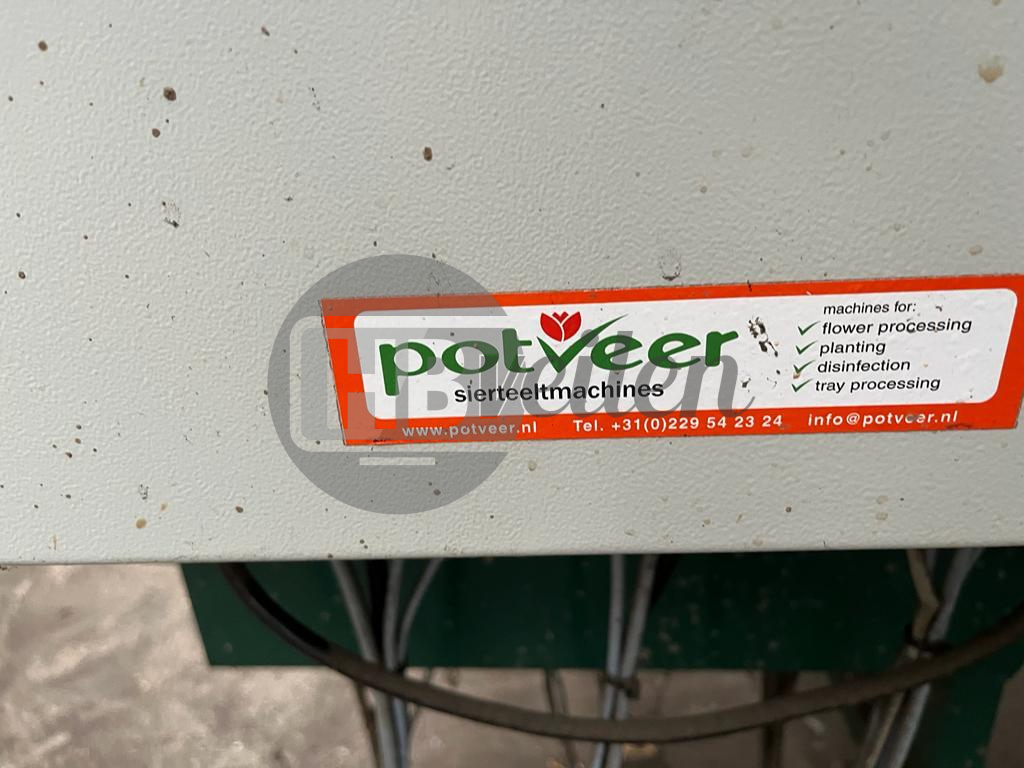 potveer
sierteeltmachines
machines for:
flower processing
planting
disinfection
tray processing
www.potveer.nl Tel. +31(0)229 54 23 24 info@potveer.nl